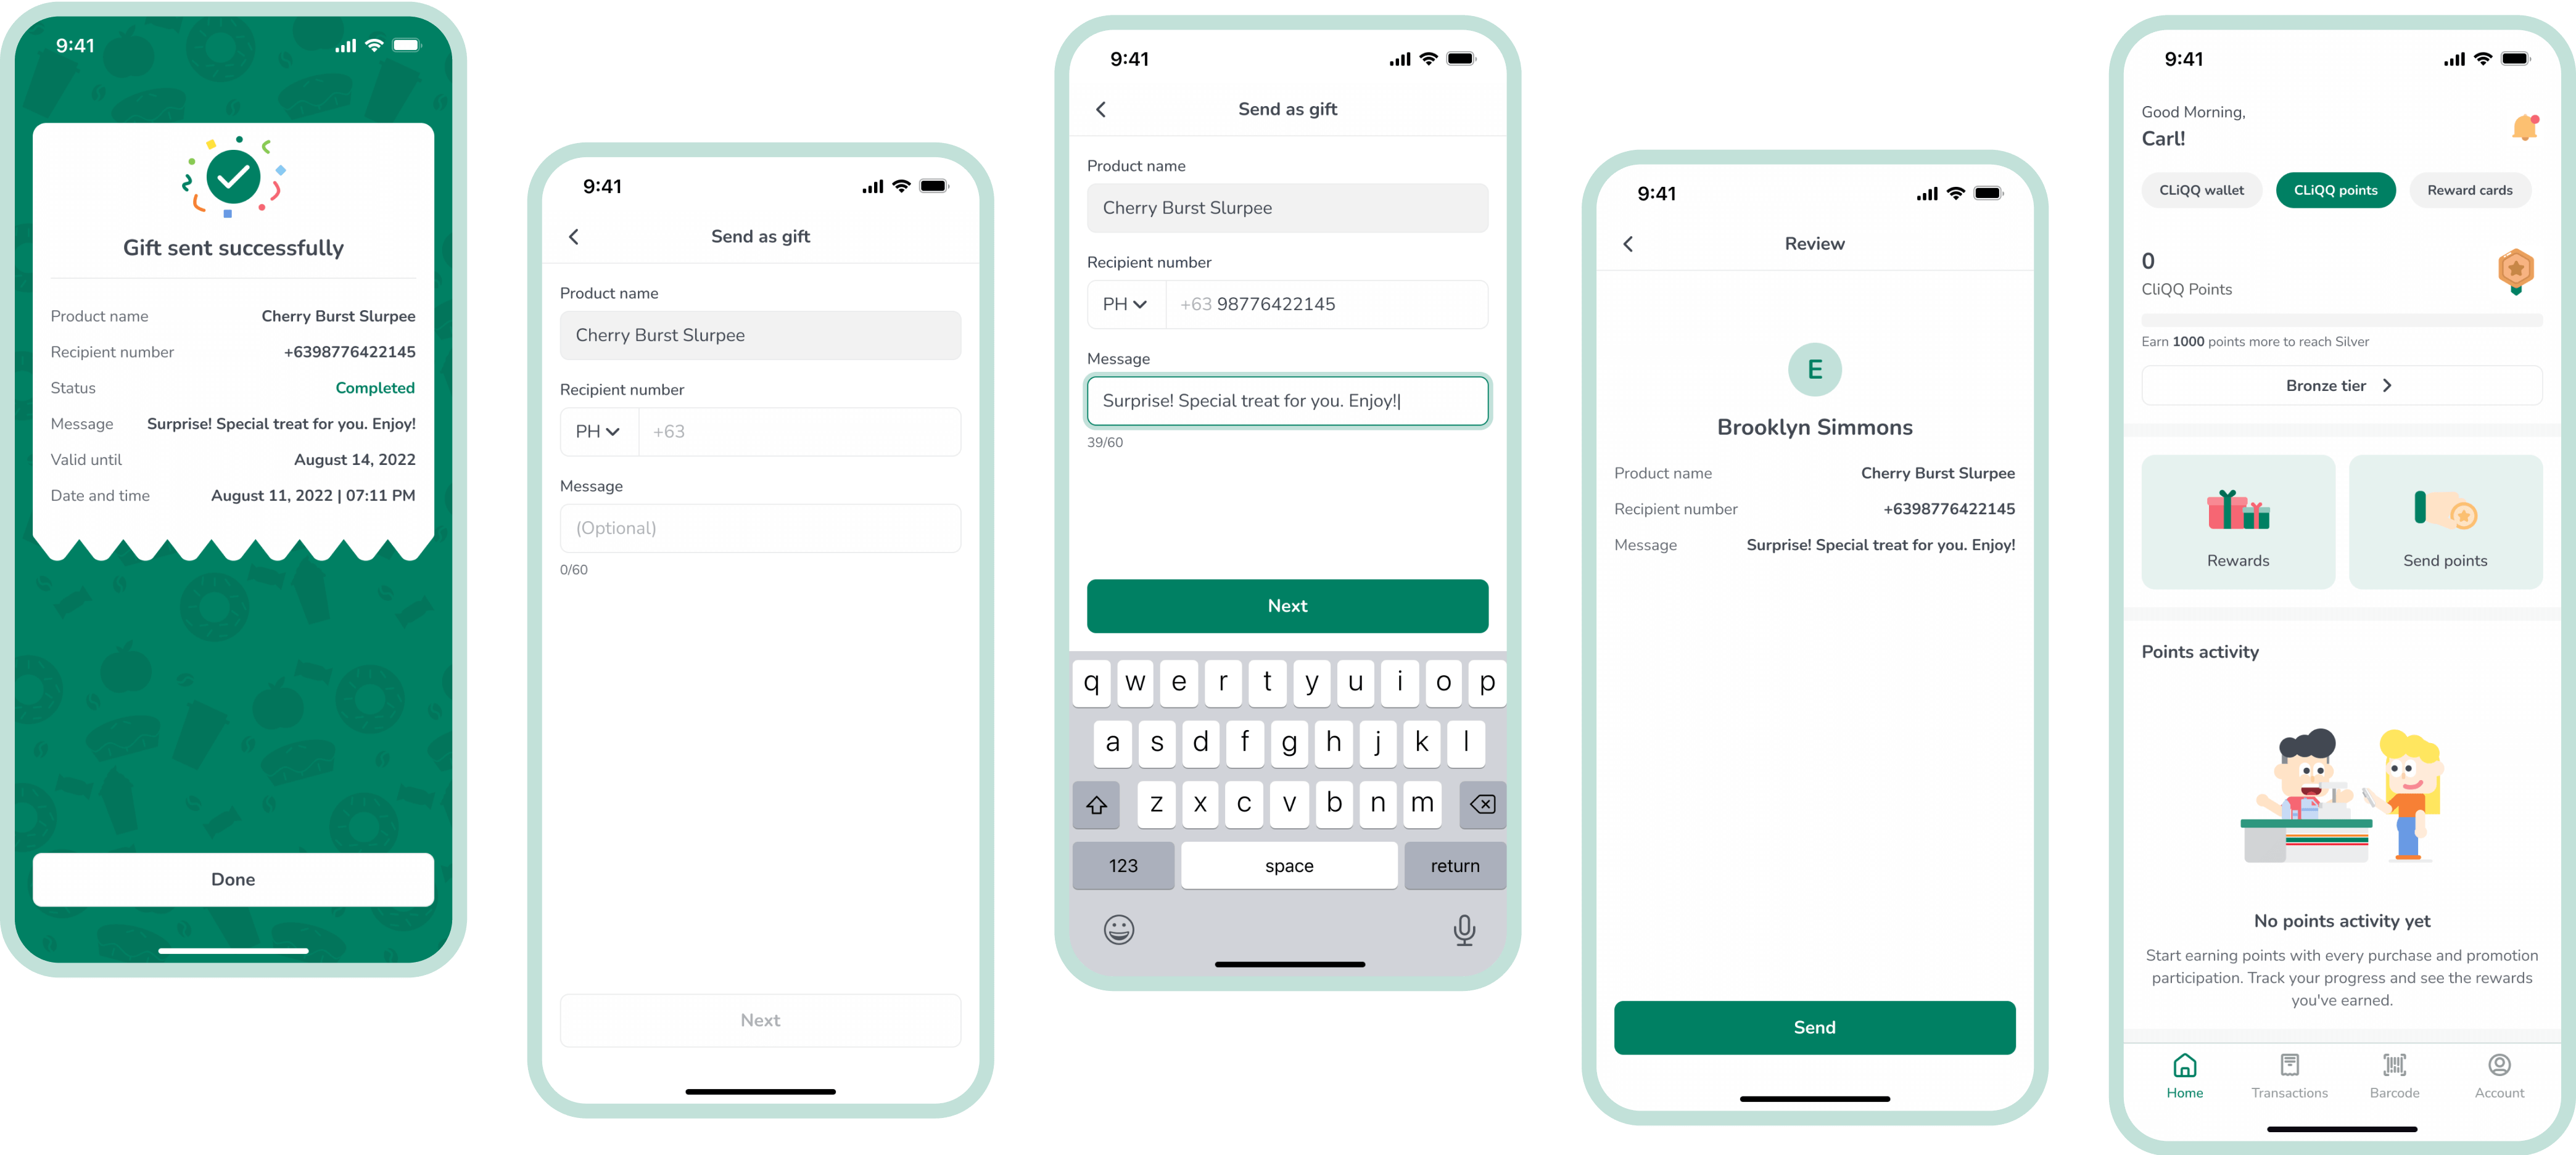 9:41
Gift sent successfully
Product name Cherry Burst Slurpee
Recipient number +6398776422145
Status Completed
Message Surprise! Special treat for you. Enjoy!
Valid until August 14, 2022
Date and time August 11, 2022 | 07:11 PM
Done
9:41
Send as gift
Product name
Cherry Burst Slurpee
Recipient number
PH +63
Message
(Optional)
0/60
Next
9:41
Send as gift
Product name
Cherry Burst Slurpee
Recipient number
PH +63 98776422145
Message
Surprise! Special treat for you. Enjoy!
39/60
Next
q w e r t y u i o p
a s d f g h j k l
z x c v b n m
123 space return
9:41
Review
E
Brooklyn Simmons
Product name Cherry Burst Slurpee
Recipient number +6398776422145
Message Surprise! Special treat for you. Enjoy!
Send
9:41
Good Morning,
Carl!
CLiQQ wallet CLiQQ points Reward cards
0
CliQQ Points
Earn 1000 points more to reach Silver
Bronze tier
Rewards Send points
Points activity
No points activity yet
Start earning points with every purchase and promotion
participation. Track your progress and see the rewards
you've earned.
Home Transactions Barcode Account